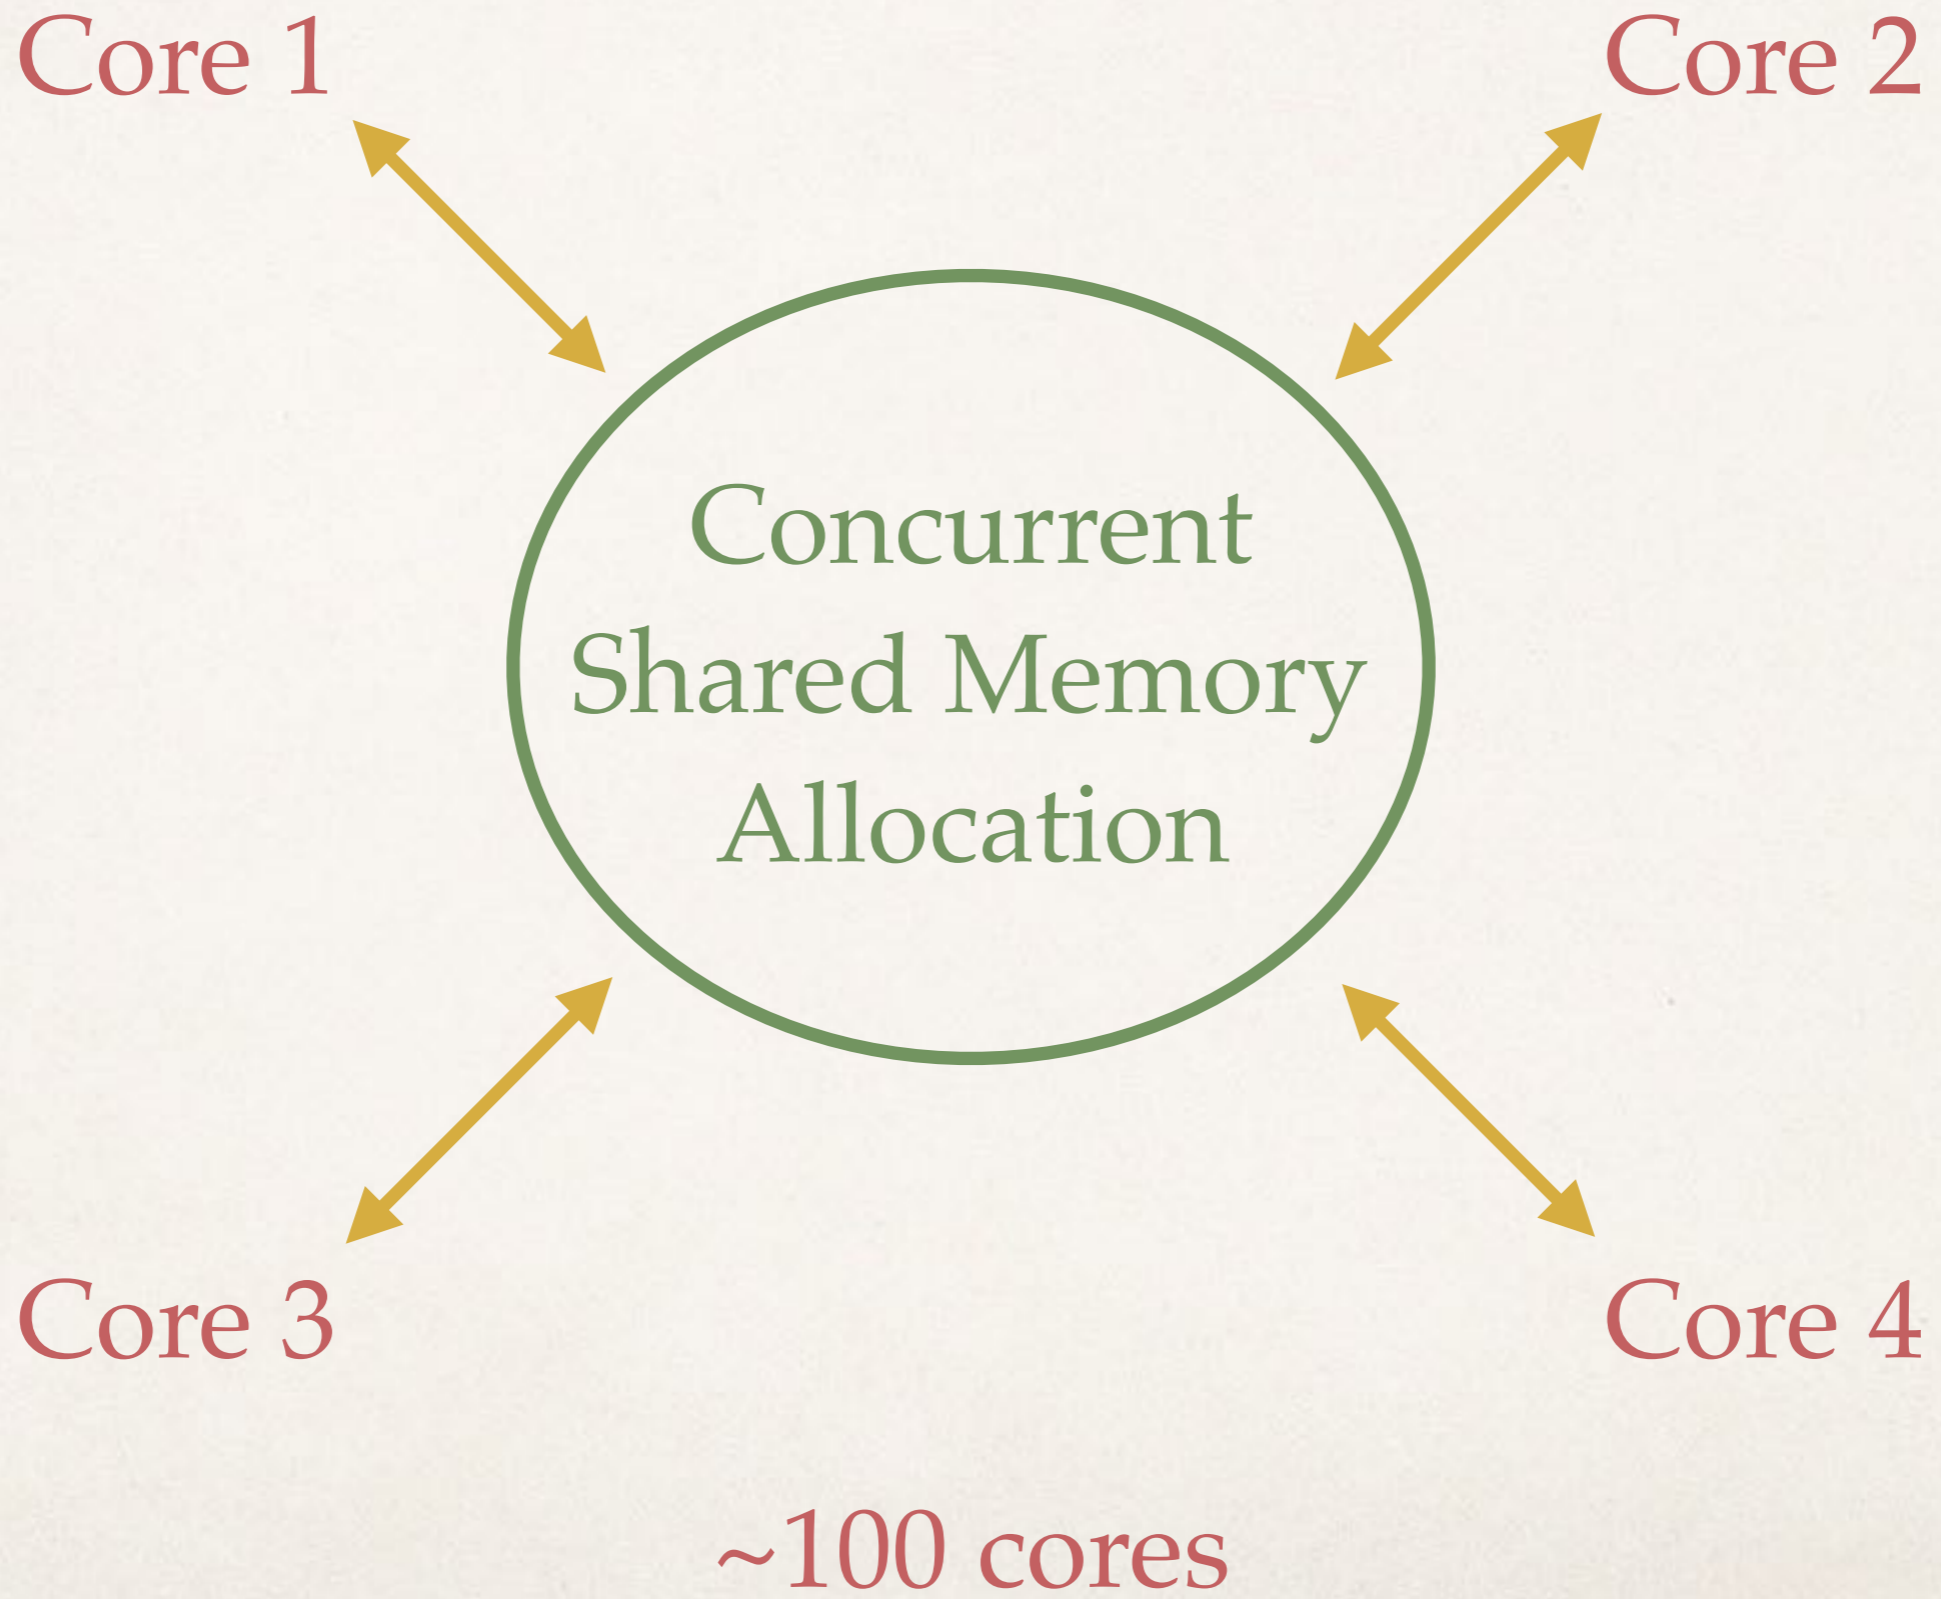 Core 1
Core 2
Concurrent
Shared Memory
Allocation
Core 3
Core 4
~100 cores